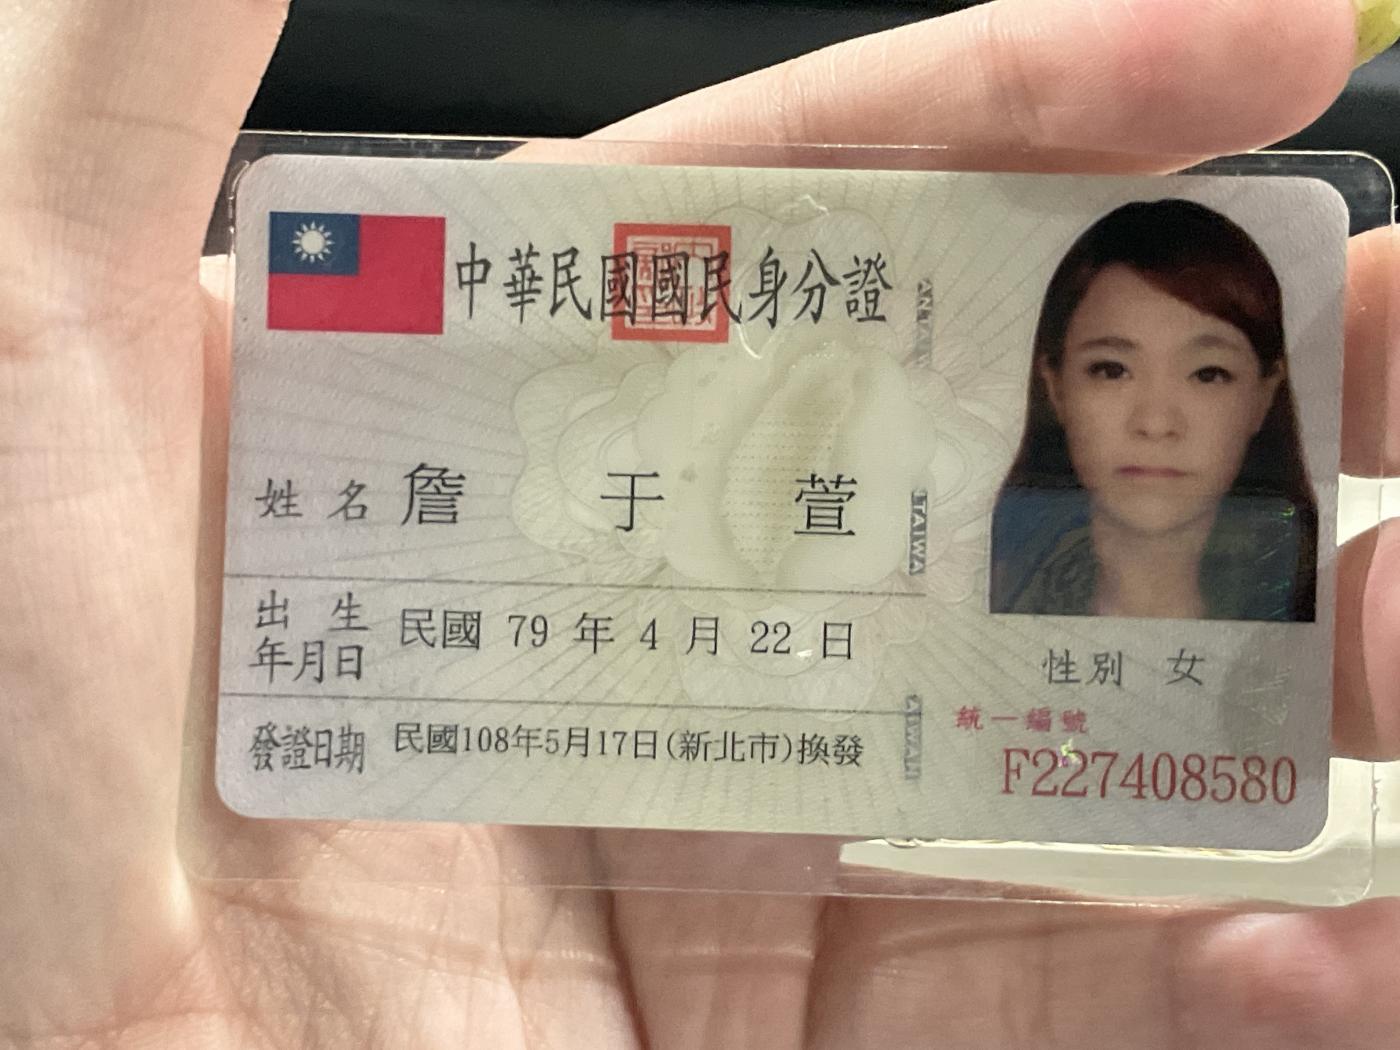 中華民國國民身分證
姓名 詹于萱
出生年月日 民國 79 年 4 月 22 日
發證日期 民國108年5月17日(新北市)換發
性別 女
統一編號
F227408580
TAIWA